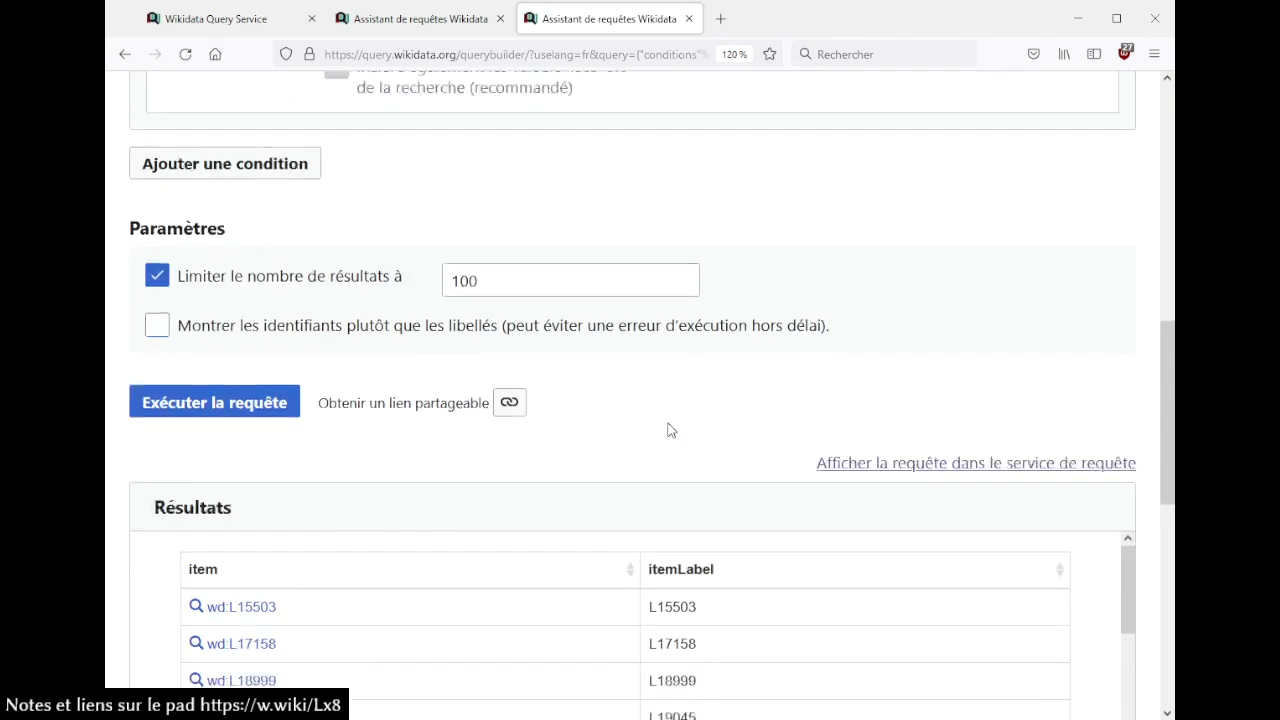 Wikidata Query Service
Assistant de requêtes Wikidata
Assistant de requêtes Wikidata
https://query.wikidata.org/querybuilder/?uselang=fr&query={"conditions"%
120 %
Rechercher
27
de la recherche (recommandé)
Ajouter une condition
Paramètres
Limiter le nombre de résultats à
100
Montrer les identifiants plutôt que les libellés (peut éviter une erreur d'exécution hors délai).
Exécuter la requête
Obtenir un lien partageable
Afficher la requête dans le service de requête
Résultats
item
itemLabel
wd:L15503
L15503
wd:L17158
L17158
wd:L18999
L18999
L19045
Notes et liens sur le pad https://w.wiki/Lx8